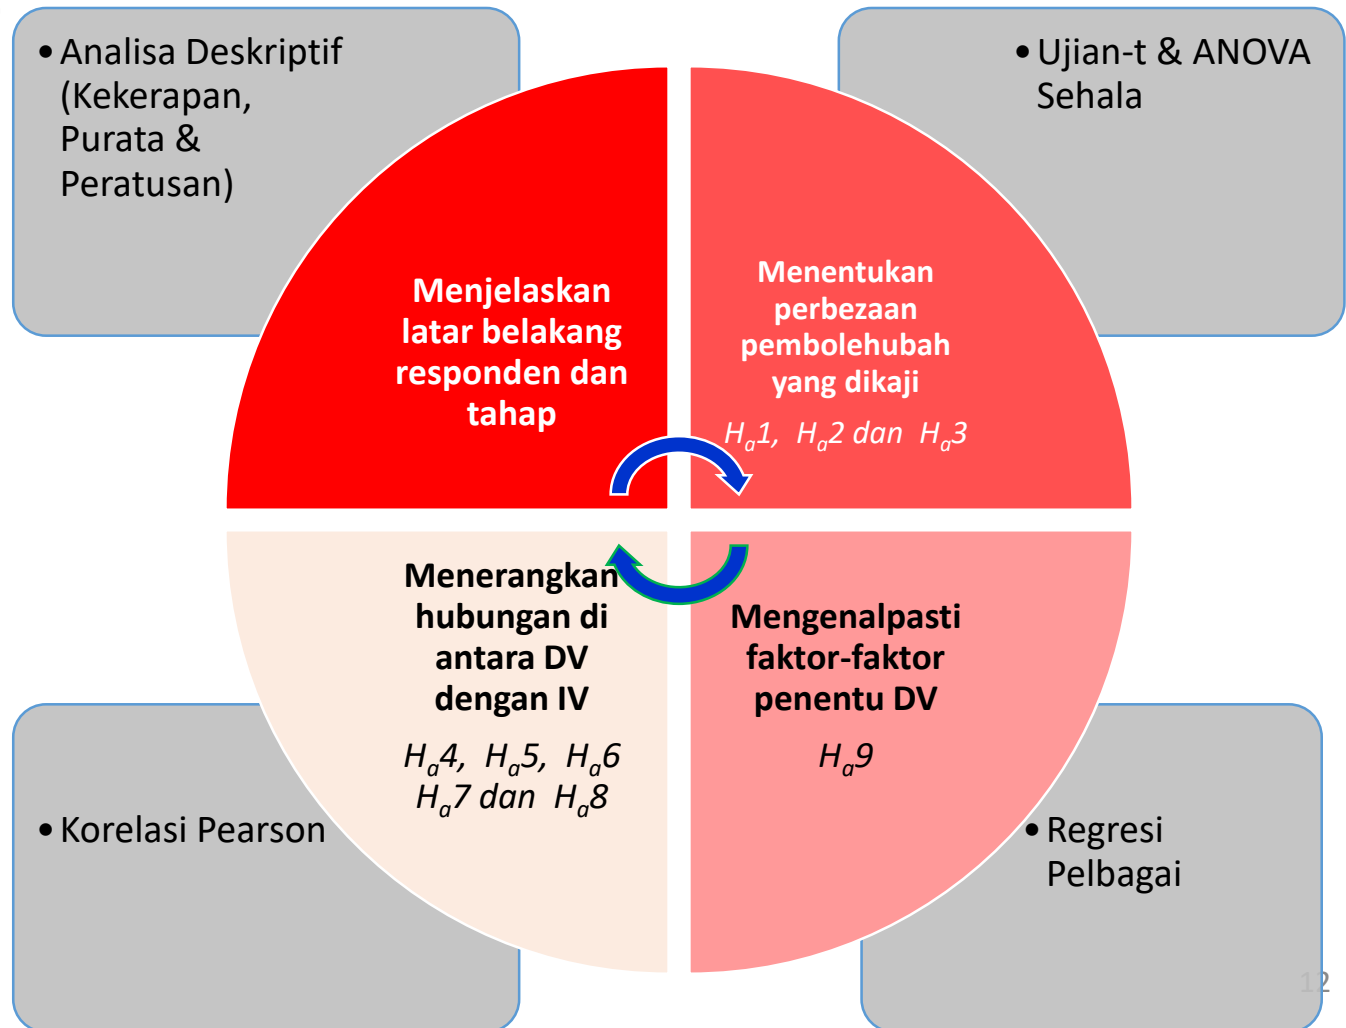 •Analisa Deskriptif
(Kekerapan,
Purata &
Peratusan)
•Ujian-t & ANOVA
Sehala
Menjelaskan
latar belakang
responden dan
tahap
Menentukan
perbezaan
pembolehubah
yang dikaji
Hₐ1, Hₐ2 dan Hₐ3
Menerangkan
hubungan di
antara DV
dengan IV
Hₐ4, Hₐ5, Hₐ6
Hₐ7 dan Hₐ8
Mengenalpasti
faktor-faktor
penentu DV
Hₐ9
•Korelasi Pearson
•Regresi
Pelbagai
12